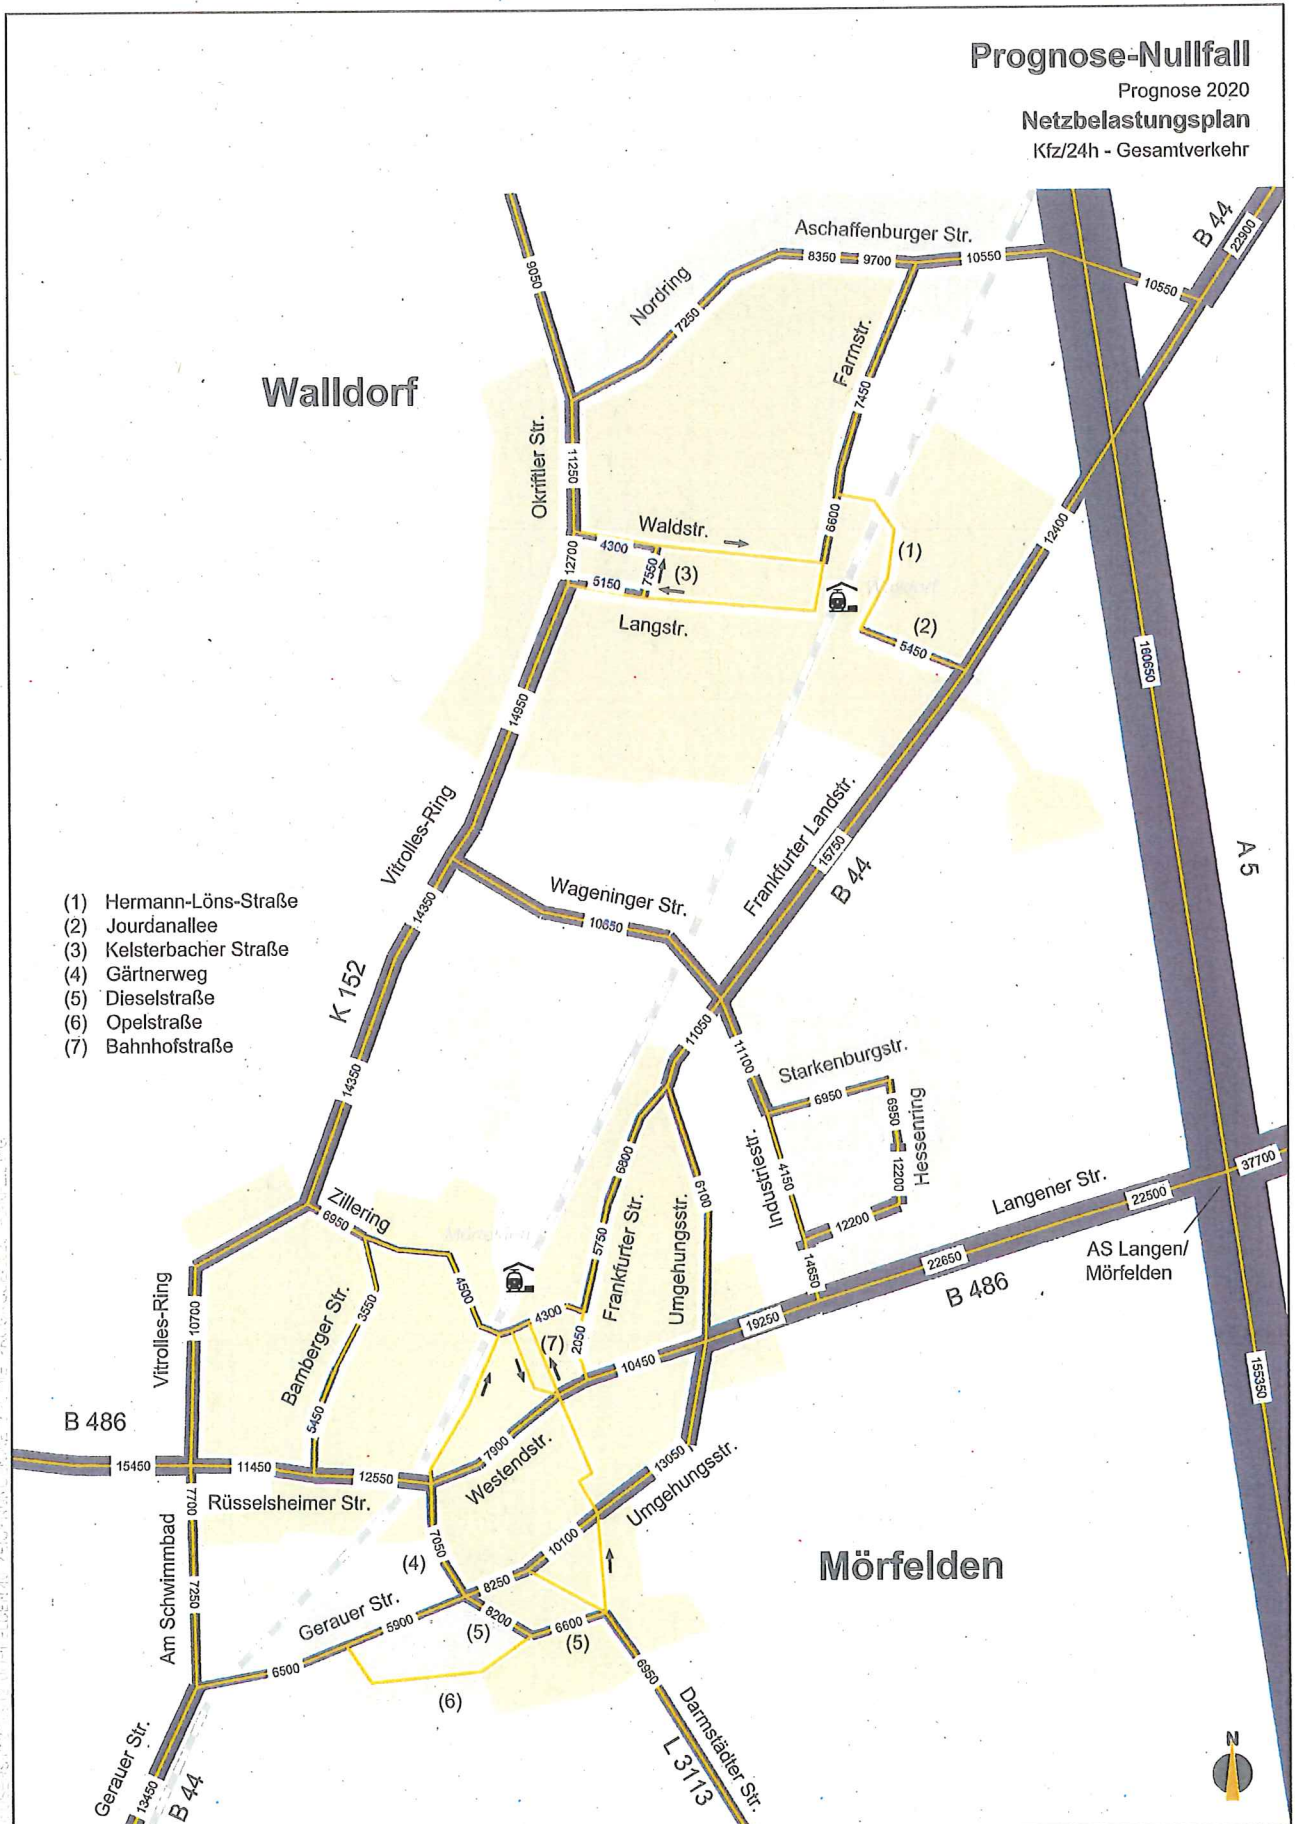 Prognose-Nullfall
Prognose 2020
Netzbelastungsplan
Kfz/24h - Gesamtverkehr
B 44
22900
Aschaffenburger Str.
8350
9700
10550
10550
9050
Nordring
7250
Farmstr.
7450
Walldorf
Okriftler Str.
11250
Waldstr.
6600
12400
(1)
12700
4300
7550
(3)
5150
Langstr.
(2)
5450
160650
14950
Vitrolles-Ring
Frankfurter Landstr.
15750
B 44
A 5
14350
Wageninger Str.
10650
(1) Hermann-Löns-Straße
(2) Jourdanallee
(3) Kelsterbacher Straße
(4) Gärtnerweg
(5) Dieselstraße
(6) Opelstraße
(7) Bahnhofstraße
K 152
14350
11050
11100
Starkenburgstr.
6950
6950
Hessenring
12200
12200
Industriestr.
4150
14650
6800
6100
5750
Frankfurter Str.
Umgehungsstr.
Langener Str.
22500
37700
AS Langen/
Mörfelden
22650
B 486
19250
Zillering
6950
4500
4300
2050
(7)
10450
Vitrolles-Ring
10700
Bamberger Str.
3550
5450
155350
B 486
15450
11450
12550
Rüsselsheimer Str.
7900
Westendstr.
13050
Umgehungsstr.
7700
Am Schwimmbad
7250
7050
(4)
10100
8250
Mörfelden
Gerauer Str.
5900
8200
(5)
6600
(5)
6500
(6)
6950
Darmstädter Str.
L 3113
Gerauer Str.
13450
B 44
N